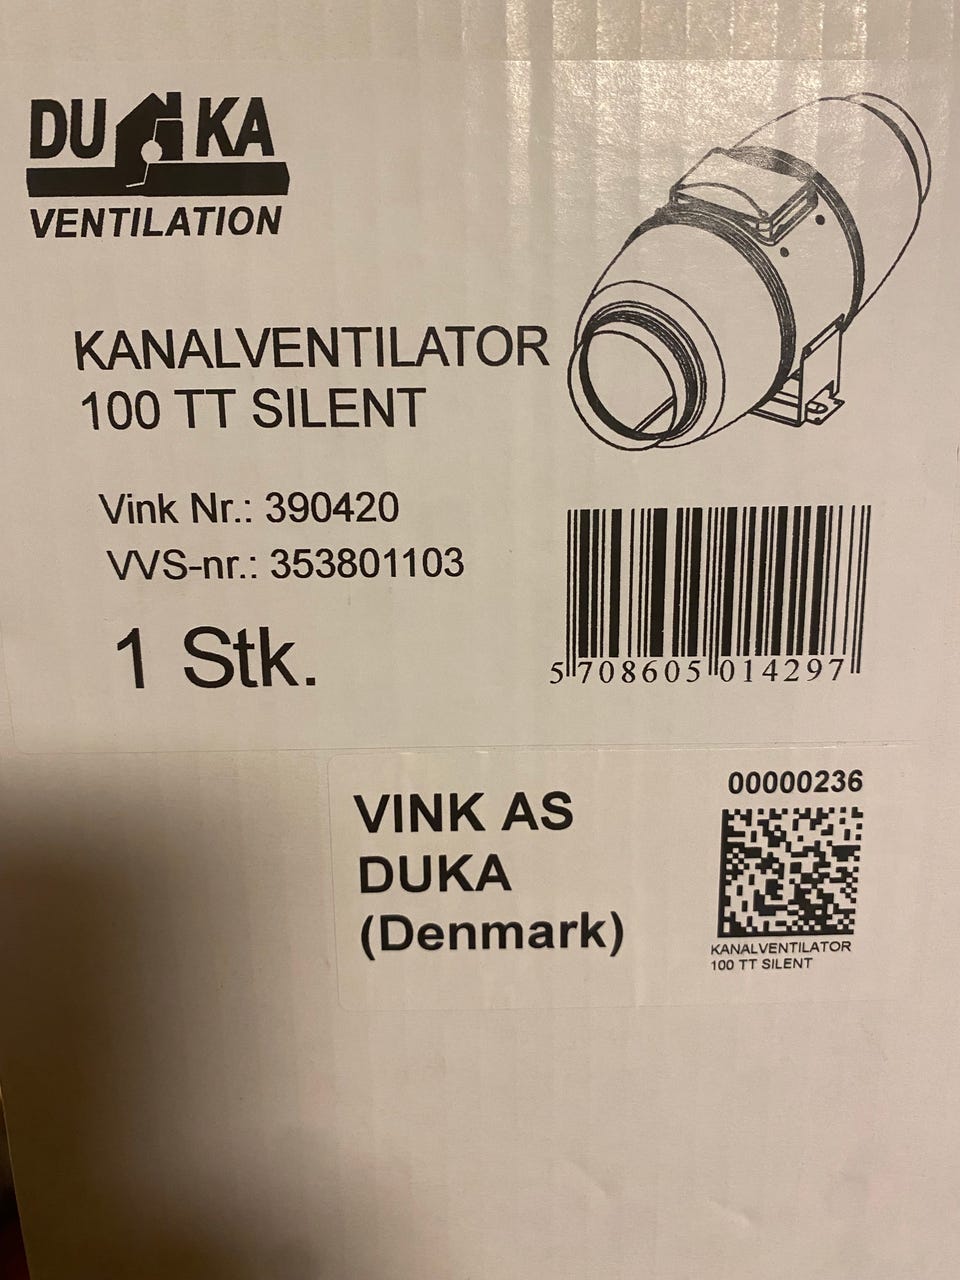 DUKA
VENTILATION
KANALVENTILATOR
100 TT SILENT
Vink Nr.: 390420
VVS-nr.: 353801103
1 Stk.
5 708605 014297
VINK AS
DUKA
(Denmark)
00000236
KANALVENTILATOR
100 TT SILENT